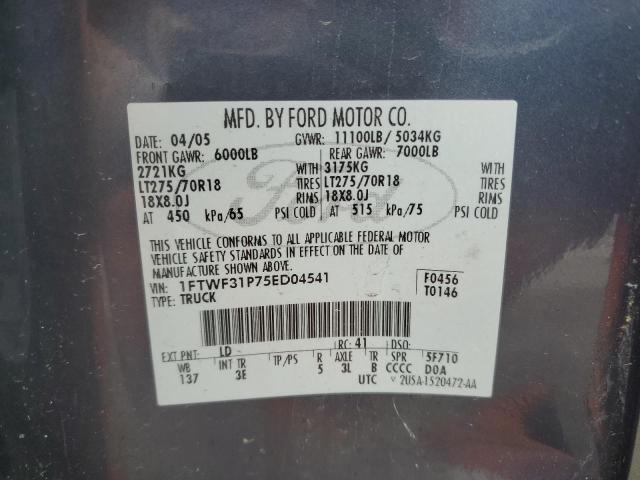 MFD. BY FORD MOTOR CO.
DATE: 04/05 GVWR: 11100LB/ 5034KG
FRONT GAWR: 6000LB REAR GAWR: 7000LB
2721KG WITH 3175KG WITH
LT275/70R18 TIRES LT275/70R18 TIRES
18X8.0J RIMS 18X8.0J RIMS
AT 450 kPa/65 PSI COLD AT 515 kPa/75 PSI COLD
THIS VEHICLE CONFORMS TO ALL APPLICABLE FEDERAL MOTOR
VEHICLE SAFETY STANDARDS IN EFFECT ON THE DATE OF
MANUFACTURE SHOWN ABOVE.
VIN: 1FTWF31P75ED04541 F0456
TYPE: TRUCK T0146
Ford
EXT PNT: LD RC: 41 DSO:
WB INT TR TP/PS R AXLE TR SPR 5F710
137 3E 5 3L B CCCC DOA
UTC V 2U5A-1520472-AA